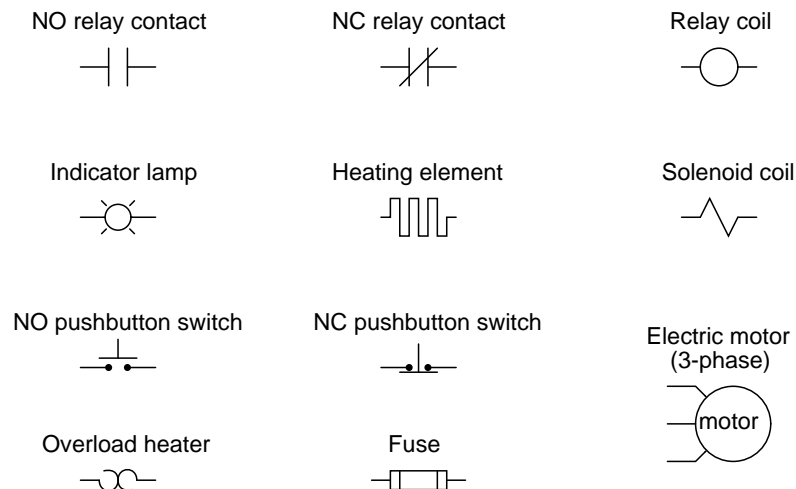 NO relay contact
NC relay contact
Relay coil
Indicator lamp
Heating element
Solenoid coil
NO pushbutton switch
NC pushbutton switch
Electric motor
(3-phase)
motor
Overload heater
Fuse